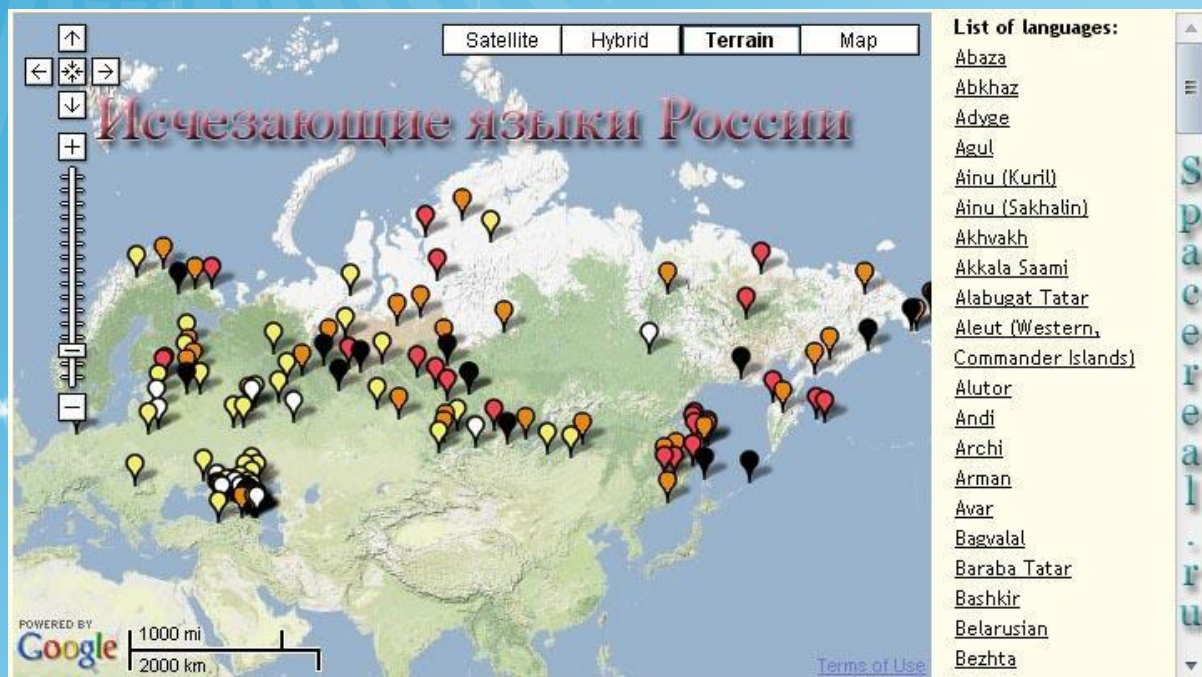 Satellite
Hybrid
Terrain
Map
Исчезающие языки России
POWERED BY
Google
1000 mi
2000 km
Terms of Use
List of languages:
Abaza
Abkhaz
Adyge
Agul
Ainu (Kuril)
Ainu (Sakhalin)
Akhvakh
Akkala Saami
Alabugat Tatar
Aleut (Western,
Commander Islands)
Alutor
Andi
Archi
Arman
Avar
Bagvalal
Baraba Tatar
Bashkir
Belarusian
Bezhta
Spacereal.ru